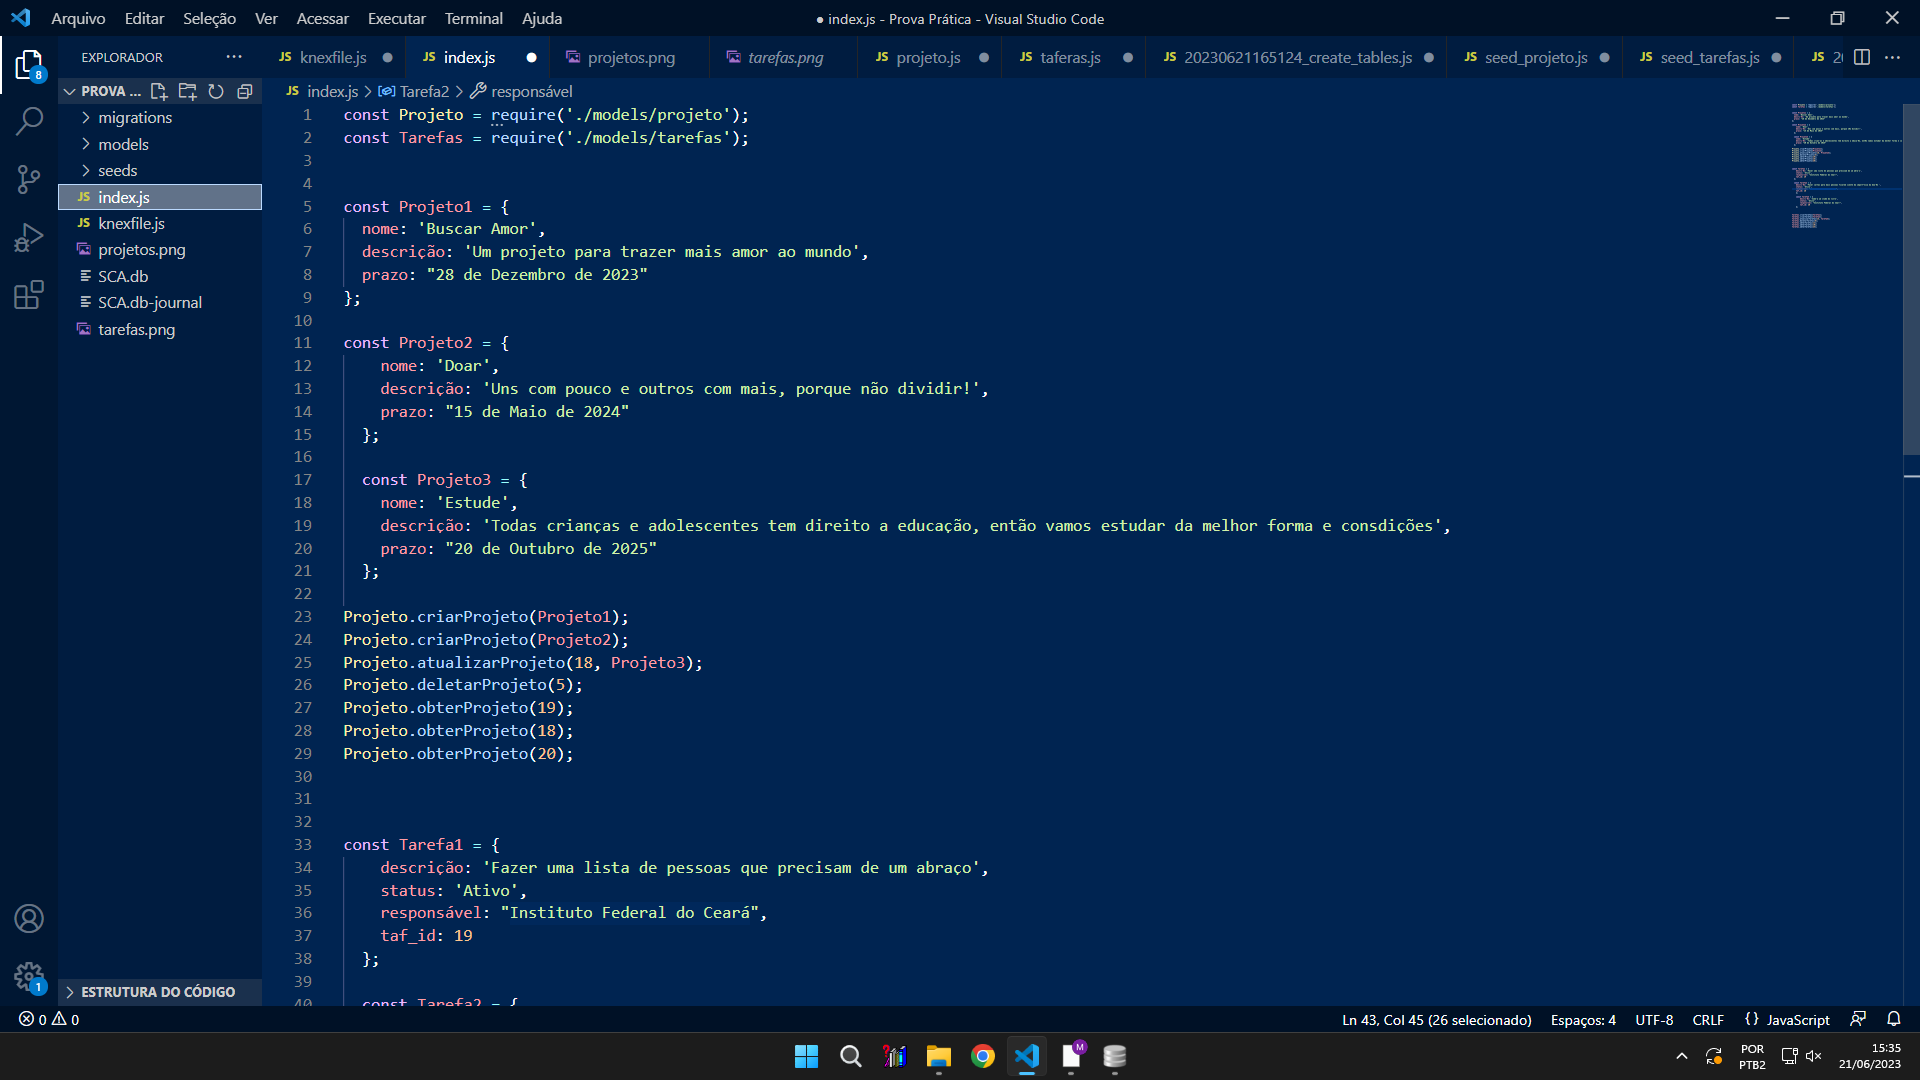 Arquivo Editar Seleção Ver Acessar Executar Terminal Ajuda
● index.js - Prova Prática - Visual Studio Code
EXPLORADOR ···
JS knexfile.js ●
JS index.js ●
projetos.png
tarefas.png
JS projeto.js ●
JS taferas.js ●
JS 20230621165124_create_tables.js ●
JS seed_projeto.js ●
JS seed_tarefas.js ●
JS
8
PROVA ...
migrations
models
seeds
JS index.js
JS knexfile.js
projetos.png
SCA.db
SCA.db-journal
tarefas.png
JS index.js > Tarefa2 > responsável
1 const Projeto = require('./models/projeto');
2 const Tarefas = require('./models/tarefas');
3
4
5 const Projeto1 = {
6 nome: 'Buscar Amor',
7 descrição: 'Um projeto para trazer mais amor ao mundo',
8 prazo: "28 de Dezembro de 2023"
9 };
10
11 const Projeto2 = {
12 nome: 'Doar',
13 descrição: 'Uns com pouco e outros com mais, porque não dividir!',
14 prazo: "15 de Maio de 2024"
15 };
16
17 const Projeto3 = {
18 nome: 'Estude',
19 descrição: 'Todas crianças e adolescentes tem direito a educação, então vamos estudar da melhor forma e consdições',
20 prazo: "20 de Outubro de 2025"
21 };
22
23 Projeto.criarProjeto(Projeto1);
24 Projeto.criarProjeto(Projeto2);
25 Projeto.atualizarProjeto(18, Projeto3);
26 Projeto.deletarProjeto(5);
27 Projeto.obterProjeto(19);
28 Projeto.obterProjeto(18);
29 Projeto.obterProjeto(20);
30
31
32
33 const Tarefa1 = {
34 descrição: 'Fazer uma lista de pessoas que precisam de um abraço',
35 status: 'Ativo',
36 responsável: "Instituto Federal do Ceará",
37 taf_id: 19
38 };
39
40 const Tarefa2 = {
ESTRUTURA DO CÓDIGO
1
0 0
Ln 43, Col 45 (26 selecionado) Espaços: 4 UTF-8 CRLF {} JavaScript
M
POR
PTB2
15:35
21/06/2023